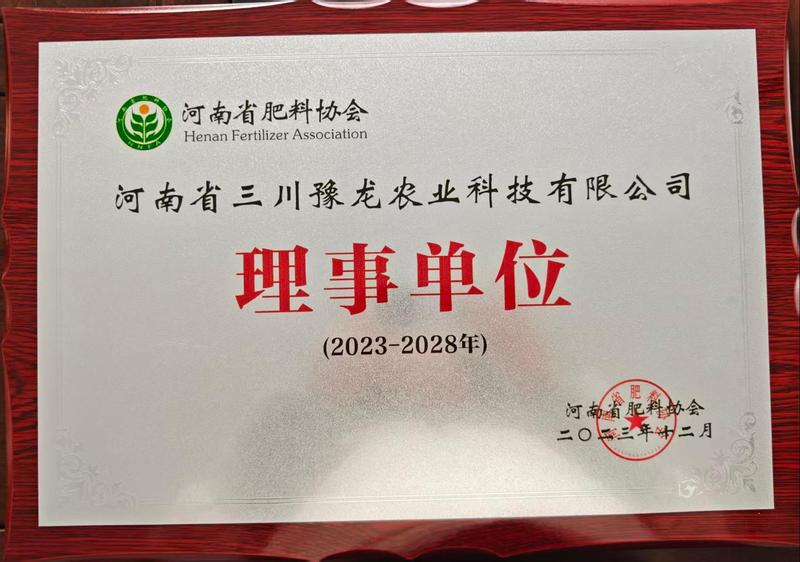 河南省肥料协会
Henan Fertilizer Association
河南省三川豫龙农业科技有限公司
理事单位
(2023-2028年)
河南省肥料协会
二〇二三年十二月